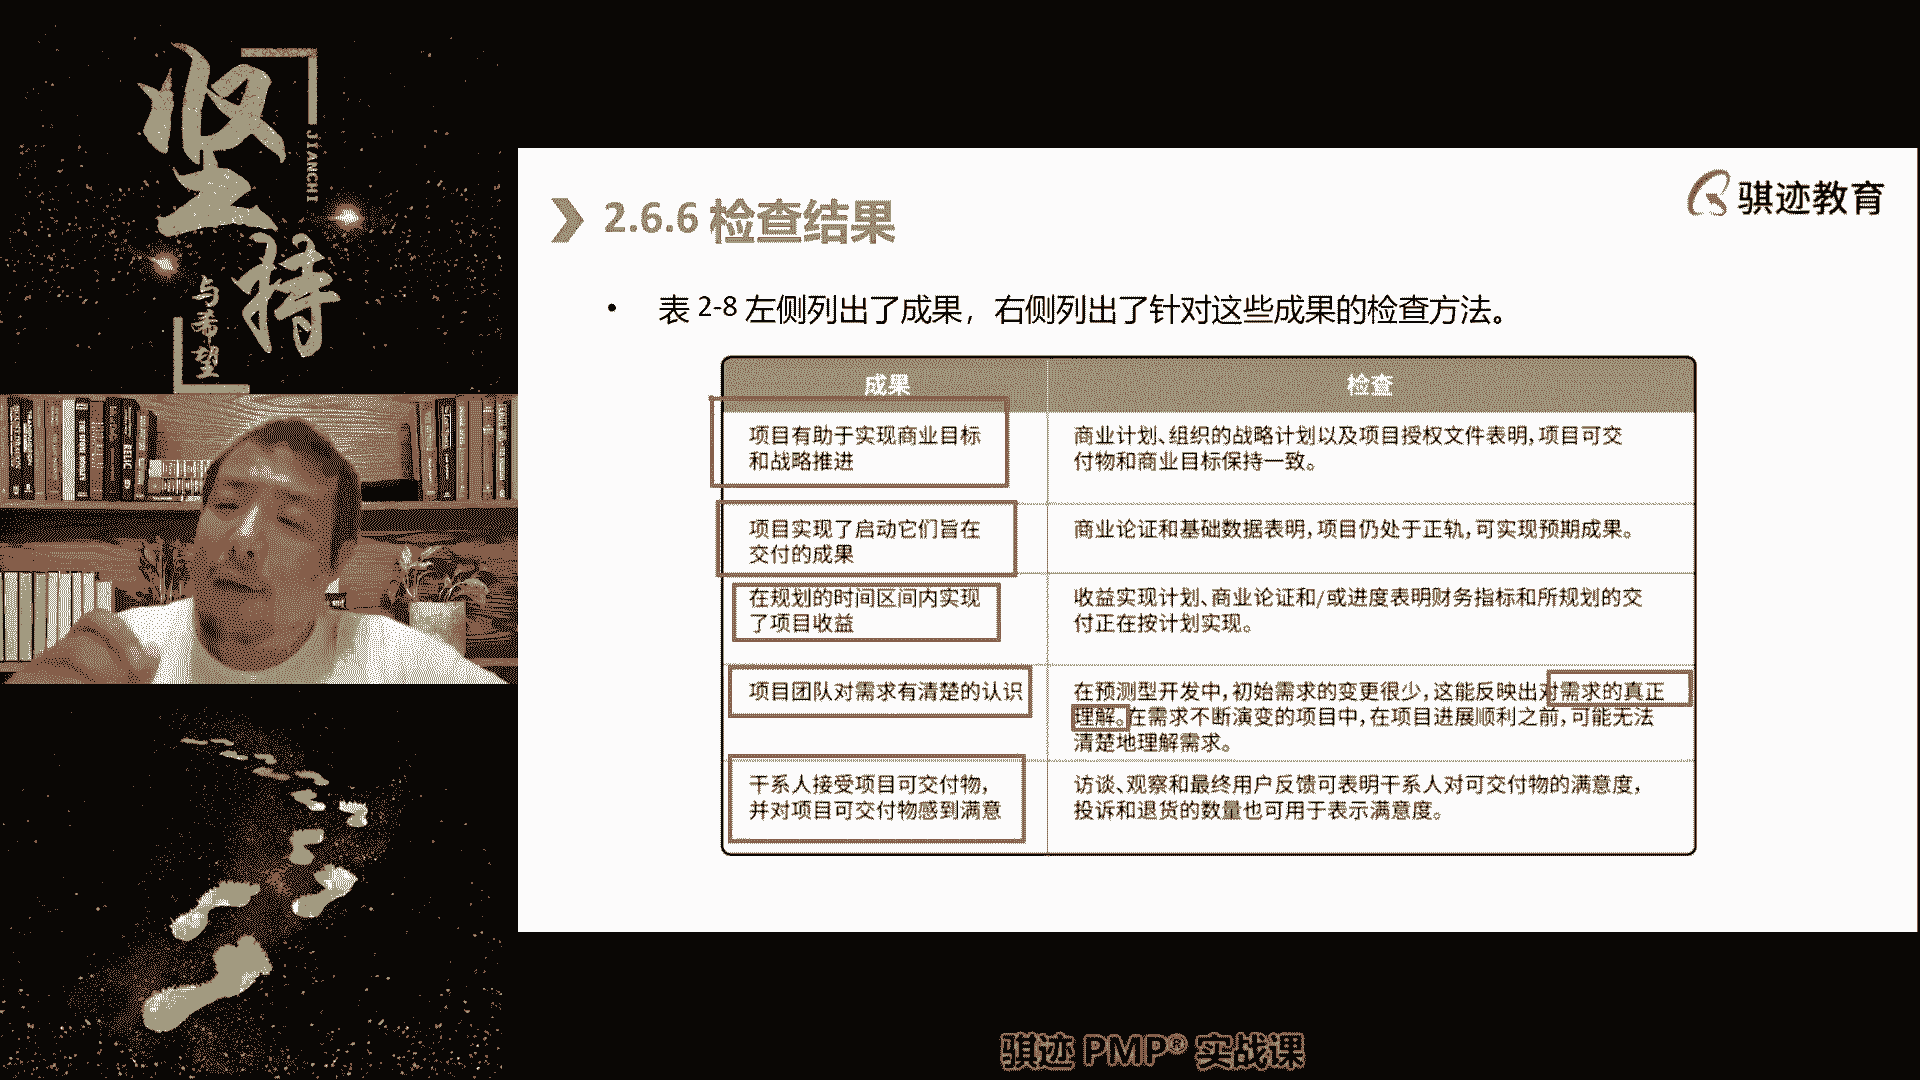 坚持
JIANCHI
与希望
骐迹教育
2.6.6 检查结果
• 表 2-8 左侧列出了成果，右侧列出了针对这些成果的检查方法。
成果
检查
项目有助于实现商业目标
和战略推进
商业计划、组织的战略计划以及项目授权文件表明，项目可交
付物和商业目标保持一致。
项目实现了启动它们旨在
交付的成果
商业论证和基础数据表明，项目仍处于正轨，可实现预期成果。
在规划的时间区间内实现
了项目收益
收益实现计划、商业论证和/或进度表明财务指标和所规划的交
付正在按计划实现。
项目团队对需求有清楚的认识
在预测型开发中，初始需求的变更很少，这能反映出对需求的真正
理解。在需求不断演变的项目中，在项目进展顺利之前，可能无法
清楚地理解需求。
干系人接受项目可交付物，
并对项目可交付物感到满意
访谈、观察和最终用户反馈可表明干系人对可交付物的满意度，
投诉和退货的数量也可用于表示满意度。
骐迹 PMP® 实战课